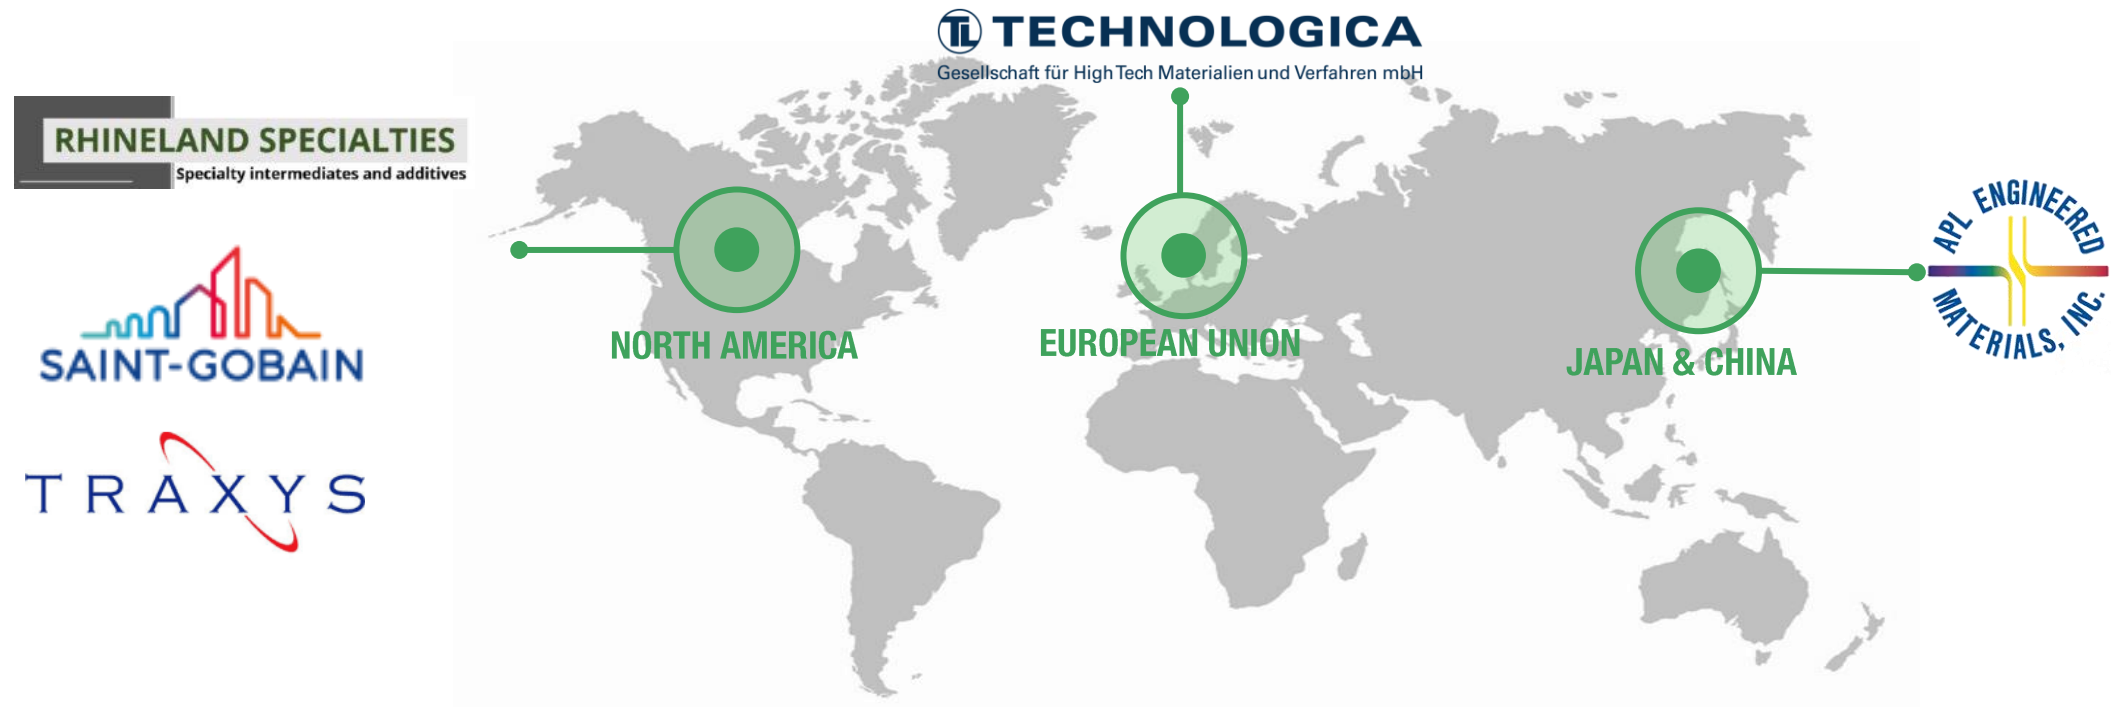 TL TECHNOLOGICA
Gesellschaft für High Tech Materialien und Verfahren mbH
RHINELAND SPECIALTIES
Specialty intermediates and additives
SAINT-GOBAIN
TRAXYS
NORTH AMERICA
EUROPEAN UNION
JAPAN & CHINA
APL ENGINEERED
MATERIALS, INC.